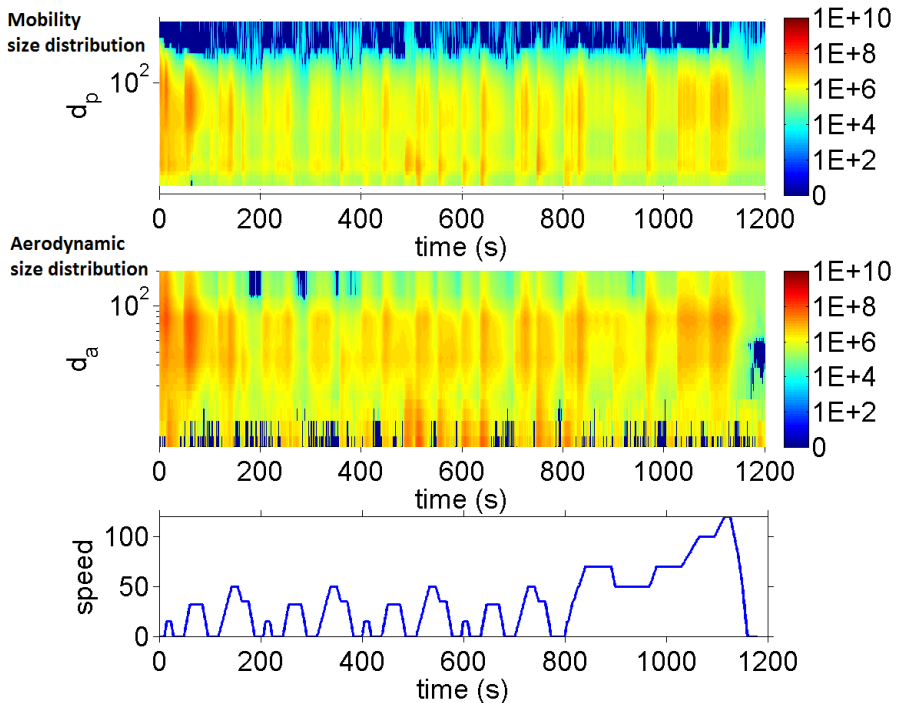 Mobility
size distribution
10^2
d_p
0 200 400 600 800 1000 1200
time (s)
1E+10
1E+8
1E+6
1E+4
1E+2
0
Aerodynamic
size distribution
10^2
d_a
0 200 400 600 800 1000 1200
time (s)
1E+10
1E+8
1E+6
1E+4
1E+2
0
speed
100
50
0
0 200 400 600 800 1000 1200
time (s)